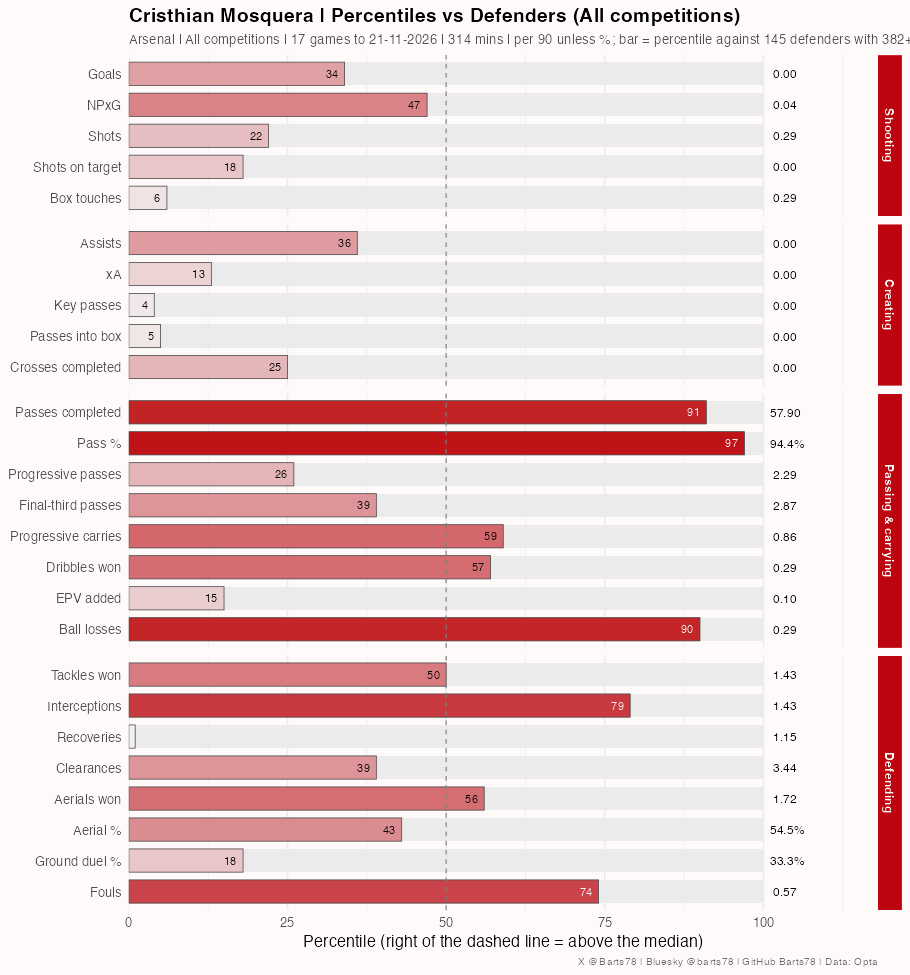 Cristhian Mosquera | Percentiles vs Defenders (All competitions)
Arsenal | All competitions | 17 games to 21-11-2026 | 314 mins | per 90 unless %; bar = percentile against 145 defenders with 382+
Goals 34 0.00
NPxG 47 0.04
Shots 22 0.29
Shots on target 18 0.00
Box touches 6 0.29
Shooting
Assists 36 0.00
xA 13 0.00
Key passes 4 0.00
Passes into box 5 0.00
Crosses completed 25 0.00
Creating
Passes completed 91 57.90
Pass % 97 94.4%
Progressive passes 26 2.29
Final-third passes 39 2.87
Progressive carries 59 0.86
Dribbles won 57 0.29
EPV added 15 0.10
Ball losses 90 0.29
Passing & carrying
Tackles won 50 1.43
Interceptions 79 1.43
Recoveries 1.15
Clearances 39 3.44
Aerials won 56 1.72
Aerial % 43 54.5%
Ground duel % 18 33.3%
Fouls 74 0.57
Defending
0 25 50 75 100
Percentile (right of the dashed line = above the median)
X @Barts78 | Bluesky @barts78 | GitHub Barts78 | Data: Opta